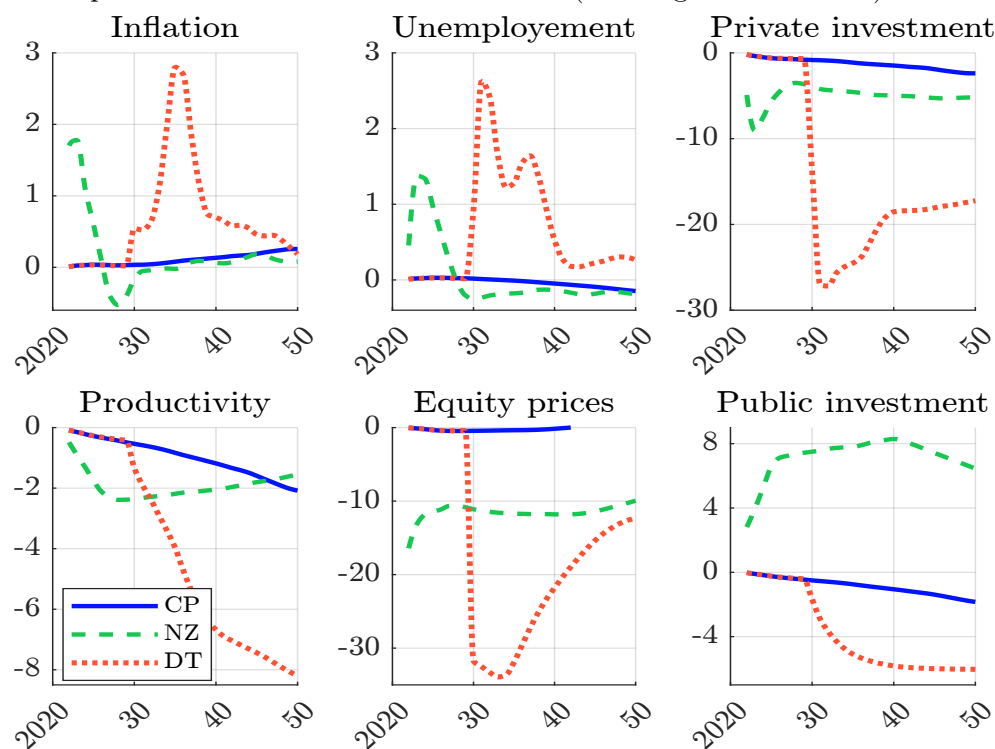 Inflation Unemployement Private investment
3 3 0
2 2 -10
1 1 -20
0 0 -30
2020 30 40 50 2020 30 40 50 2020 30 40 50
Productivity Equity prices Public investment
0 0 8
-2 -10 4
-4 -20 0
-6 -30 -4
-8
CP
NZ
DT
2020 30 40 50 2020 30 40 50 2020 30 40 50